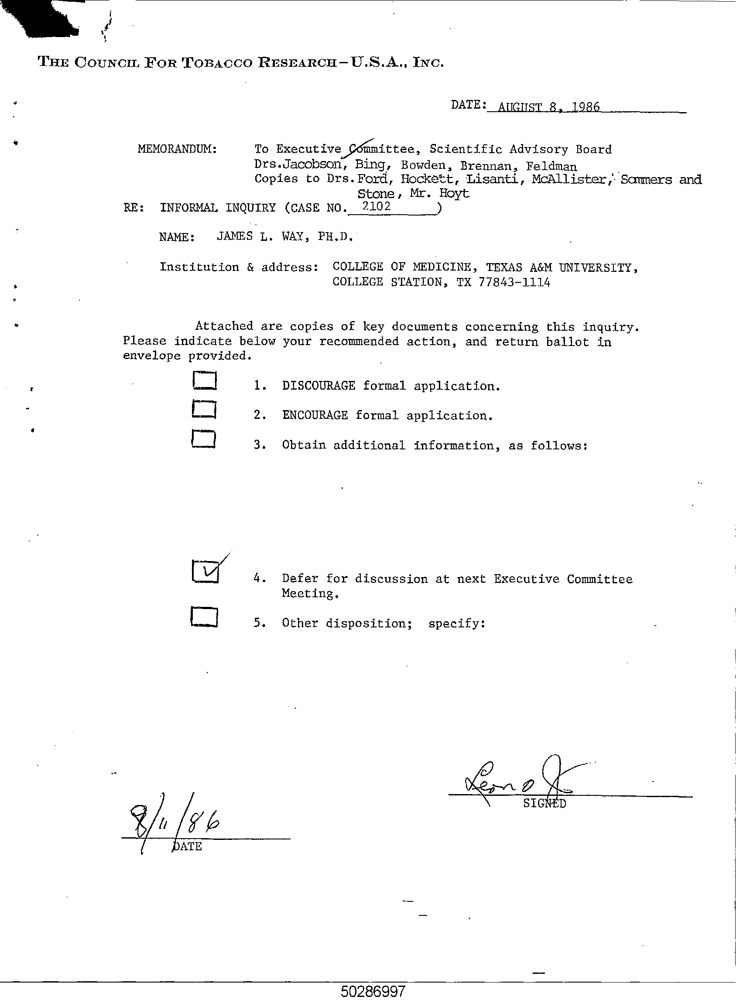 THE COUNCIL FOR TOBACCO RESEARCH–U.S.A., INC.
DATE: AUGUST 8, 1986
MEMORANDUM: To Executive Committee, Scientific Advisory Board
Drs.Jacobson, Bing, Bowden, Brennan, Feldman
Copies to Drs.Ford, Hockett, Lisanti, McAllister, Sommers and
Stone, Mr. Hoyt
RE: INFORMAL INQUIRY (CASE NO. 2102 )
NAME: JAMES L. WAY, PH.D.
Institution & address: COLLEGE OF MEDICINE, TEXAS A&M UNIVERSITY,
COLLEGE STATION, TX 77843-1114
Attached are copies of key documents concerning this inquiry.
Please indicate below your recommended action, and return ballot in
envelope provided.
1. DISCOURAGE formal application.
2. ENCOURAGE formal application.
3. Obtain additional information, as follows:
4. Defer for discussion at next Executive Committee
Meeting.
5. Other disposition; specify:
SIGNED
8/11/86
DATE
50286997